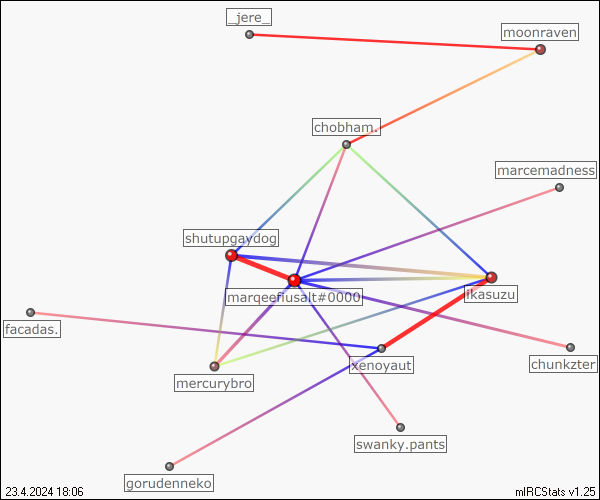 _jere_
moonraven
chobham.
marcemadness
shutupgaydog
marqeefiusalt#0000
ikasuzu
facadas.
xenoyaut
chunkzter
mercurybro
swanky.pants
gorudenneko
23.4.2024 18:06
mIRCStats v1.25